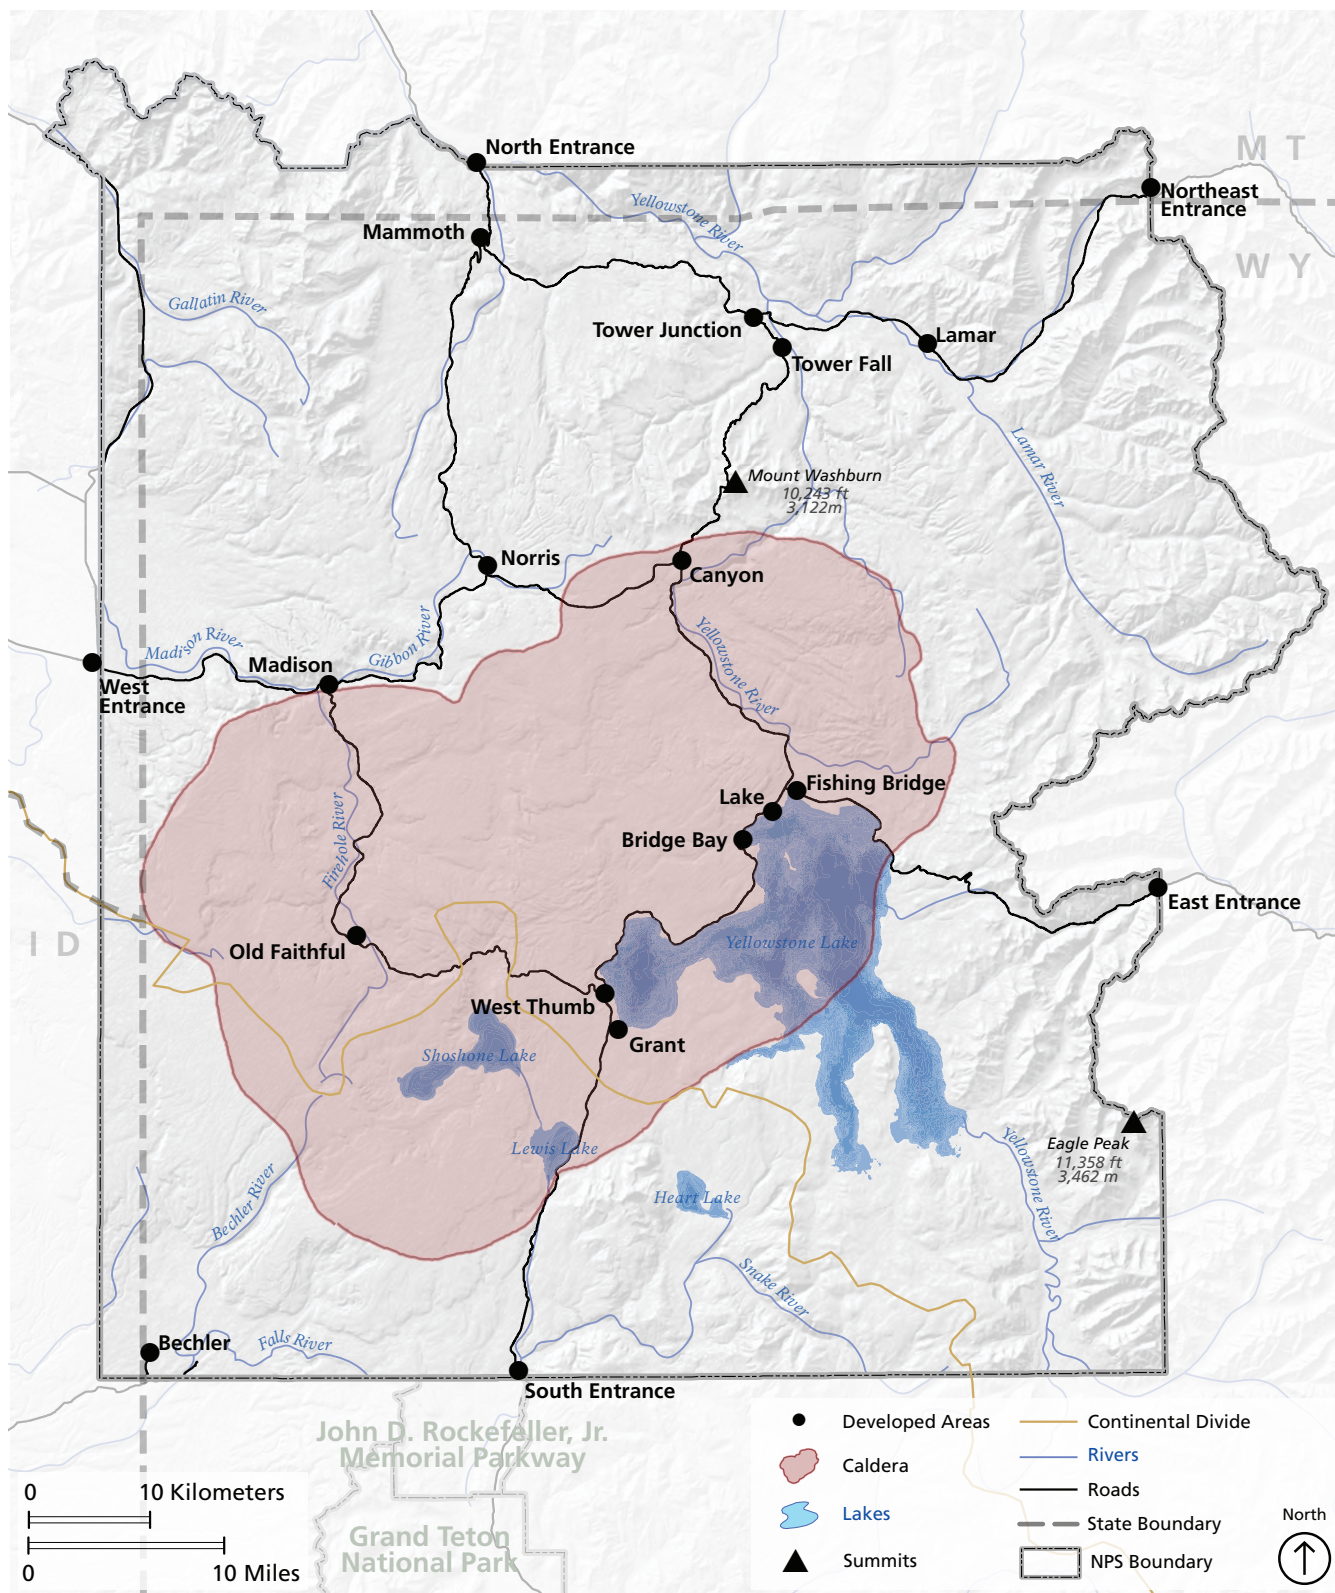 North Entrance
M T
Northeast
Entrance
Yellowstone River
Mammoth
W Y
Gallatin River
Tower Junction
Lamar
Tower Fall
Lamar River
Mount Washburn
10,243 ft
3,122m
Norris
Canyon
Madison River
Gibbon River
Yellowstone River
Madison
West
Entrance
Fishing Bridge
Lake
Bridge Bay
Firehole River
East Entrance
I D
Old Faithful
Yellowstone Lake
West Thumb
Grant
Shoshone Lake
Lewis Lake
Eagle Peak
11,358 ft
3,462 m
Yellowstone River
Bechler River
Heart Lake
Snake River
Bechler
Falls River
South Entrance
John D. Rockefeller, Jr.
Memorial Parkway
Grand Teton
National Park
0 10 Kilometers
0 10 Miles
Developed Areas
Caldera
Lakes
Summits
Continental Divide
Rivers
Roads
State Boundary
NPS Boundary
North